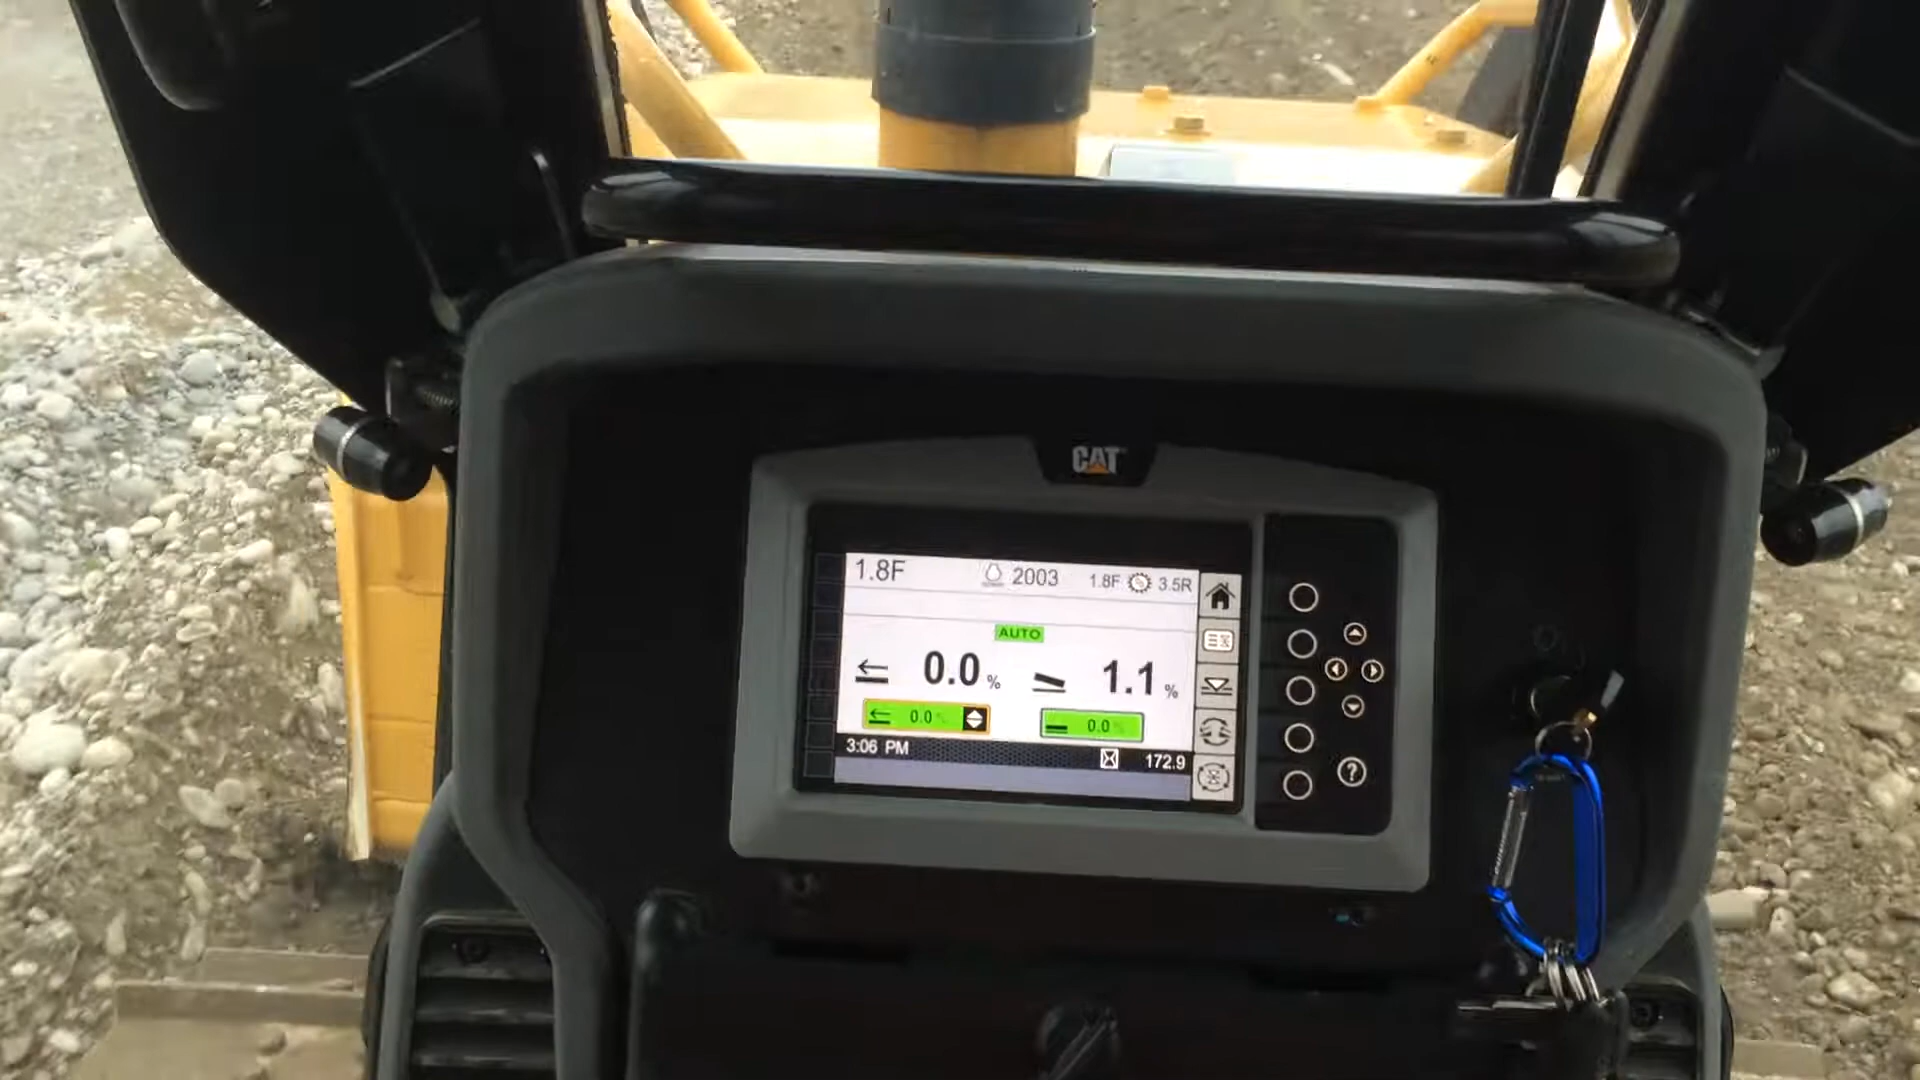 CAT
1.8F 2003 1.8F 3.5R
AUTO
0.0 % 1.1 %
0.0 % 0.0 %
3:06 PM 172.9
?